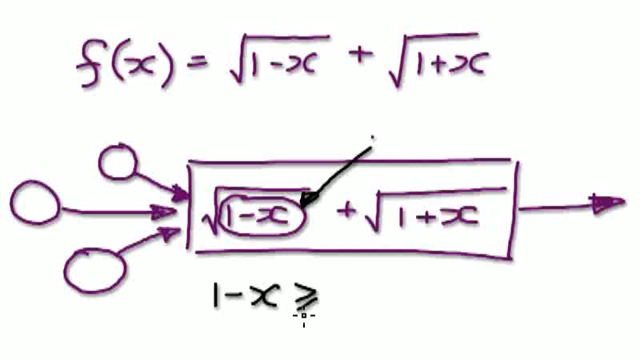 f(x) = √(1-x) + √(1+x)
√(1-x) + √(1+x)
1-x ≥